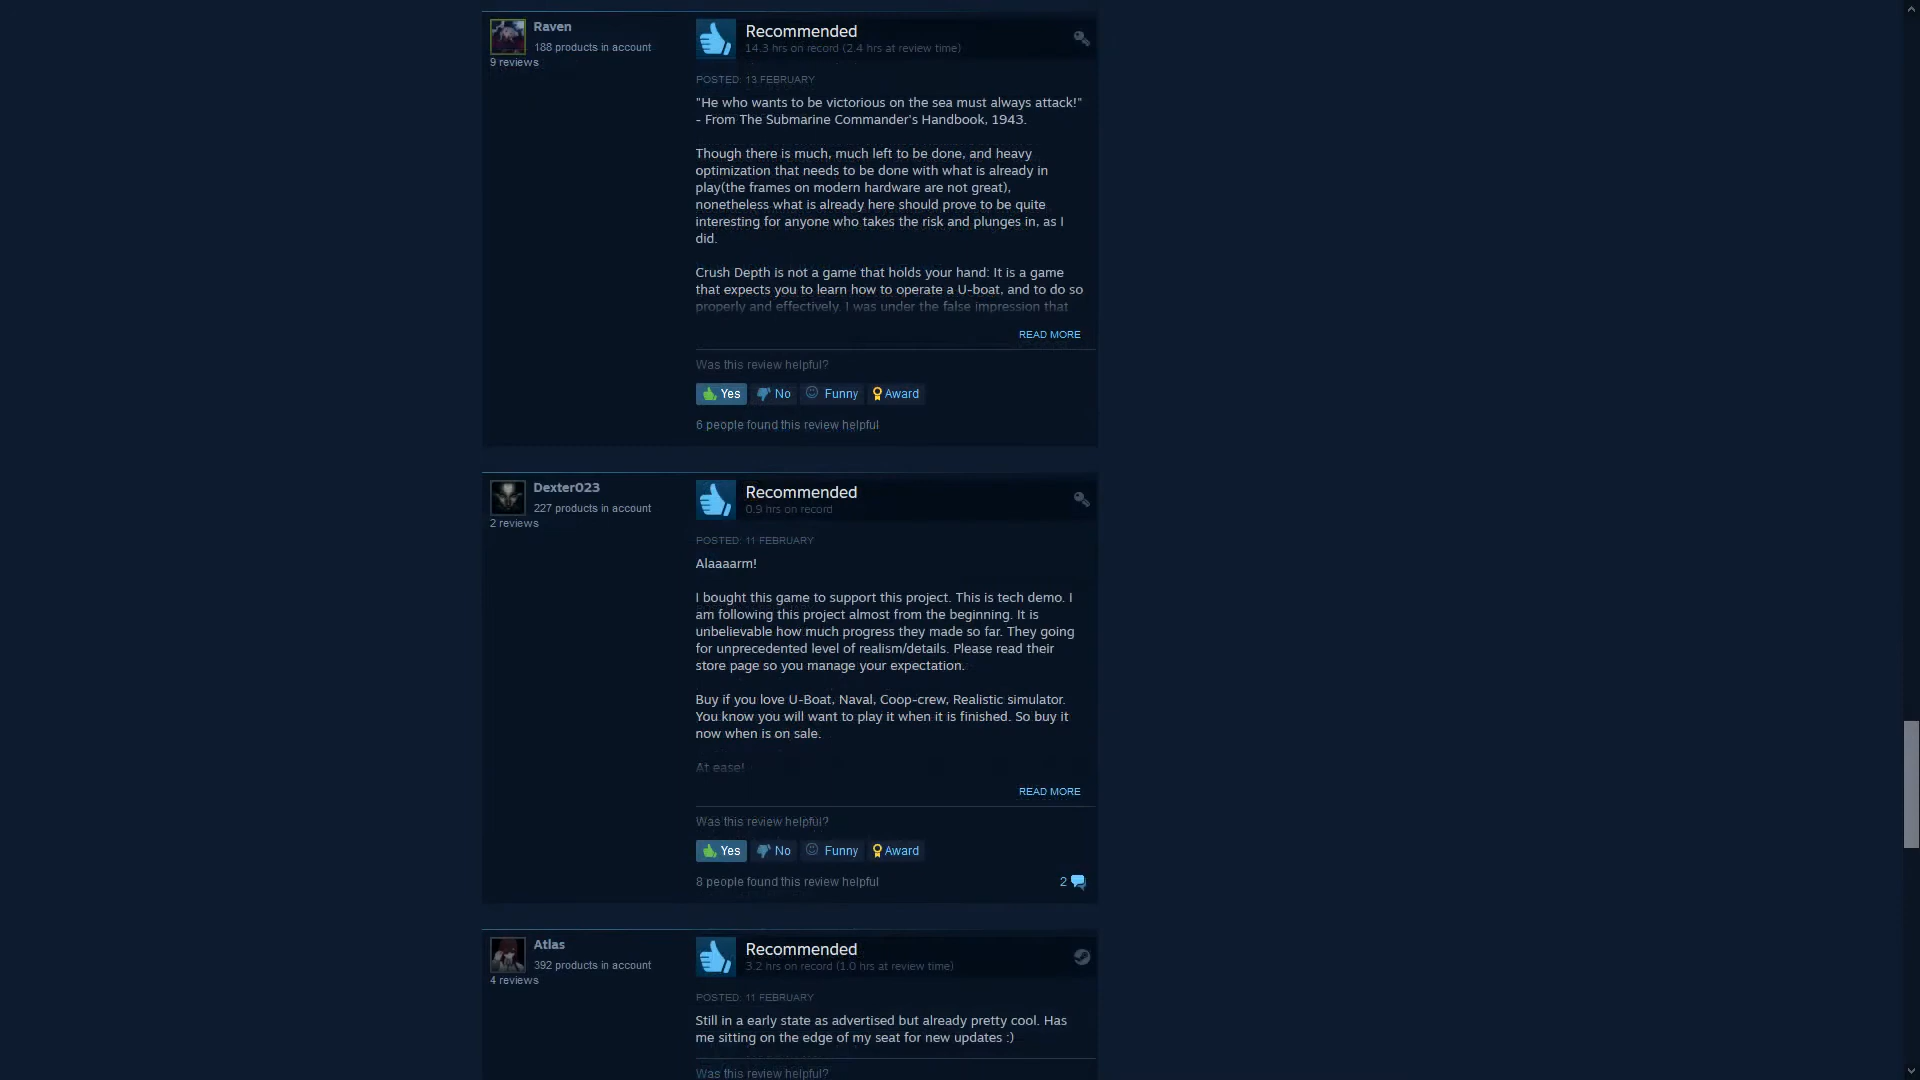 Raven
188 products in account
9 reviews
Recommended
14.3 hrs on record (2.4 hrs at review time)
POSTED: 13 FEBRUARY
"He who wants to be victorious on the sea must always attack!"
- From The Submarine Commander's Handbook, 1943.
Though there is much, much left to be done, and heavy
optimization that needs to be done with what is already in
play(the frames on modern hardware are not great),
nonetheless what is already here should prove to be quite
interesting for anyone who takes the risk and plunges in, as I
did.
Crush Depth is not a game that holds your hand: It is a game
that expects you to learn how to operate a U-boat, and to do so
properly and effectively. I was under the false impression that
READ MORE
Was this review helpful?
Yes No Funny Award
6 people found this review helpful
Dexter023
227 products in account
2 reviews
Recommended
0.9 hrs on record
POSTED: 11 FEBRUARY
Alaaaarm!
I bought this game to support this project. This is tech demo. I
am following this project almost from the beginning. It is
unbelievable how much progress they made so far. They going
for unprecedented level of realism/details. Please read their
store page so you manage your expectation.
Buy if you love U-Boat, Naval, Coop-crew, Realistic simulator.
You know you will want to play it when it is finished. So buy it
now when is on sale.
At ease!
READ MORE
Was this review helpful?
Yes No Funny Award
8 people found this review helpful
2
Atlas
392 products in account
4 reviews
Recommended
3.2 hrs on record (1.0 hrs at review time)
POSTED: 11 FEBRUARY
Still in a early state as advertised but already pretty cool. Has
me sitting on the edge of my seat for new updates :)
Was this review helpful?